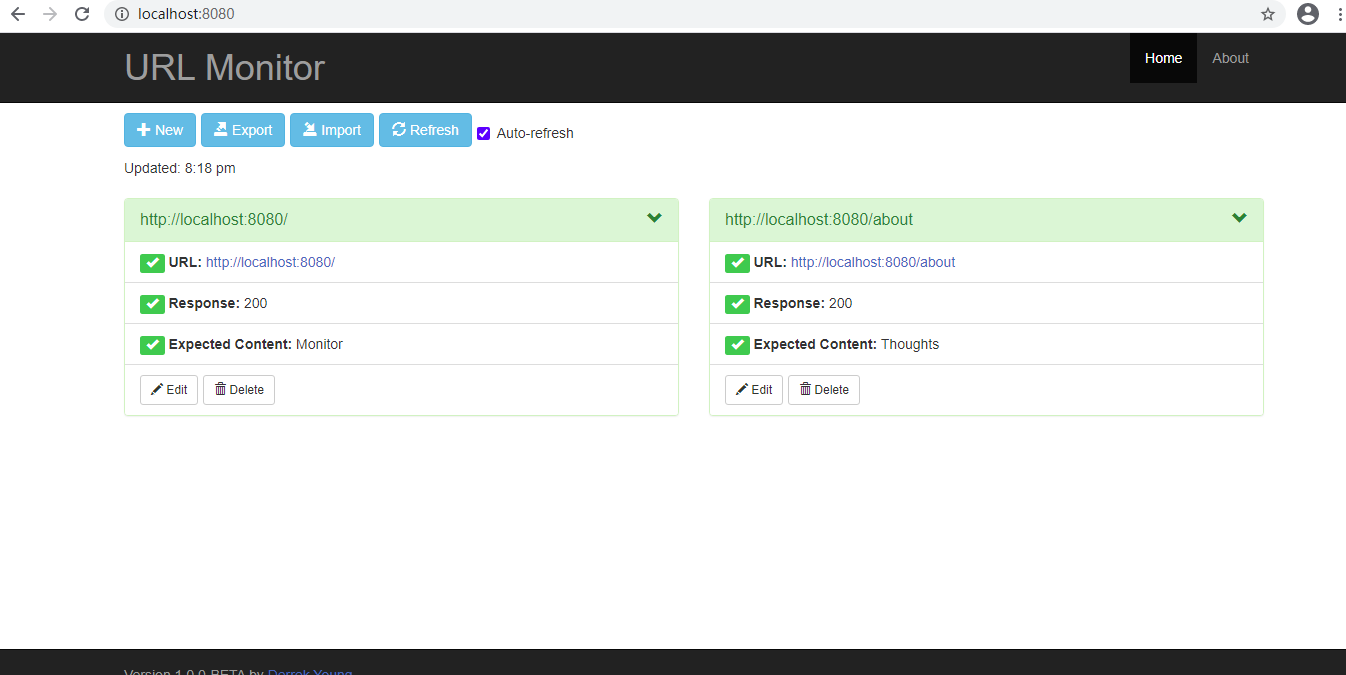 localhost:8080
URL Monitor
Home
About
New
Export
Import
Refresh
Auto-refresh
Updated: 8:18 pm
http://localhost:8080/
URL: http://localhost:8080/
Response: 200
Expected Content: Monitor
Edit
Delete
http://localhost:8080/about
URL: http://localhost:8080/about
Response: 200
Expected Content: Thoughts
Edit
Delete
Version 1.0.0-BETA by Derrek Young